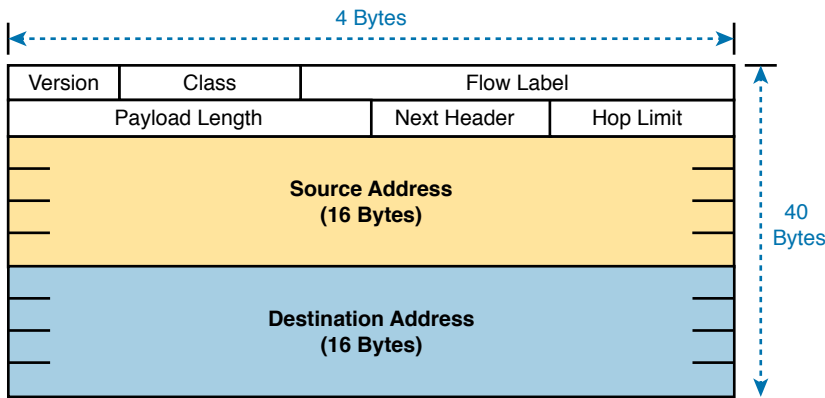 4 Bytes
Version Class Flow Label
Payload Length Next Header Hop Limit
Source Address
(16 Bytes)
40
Bytes
Destination Address
(16 Bytes)